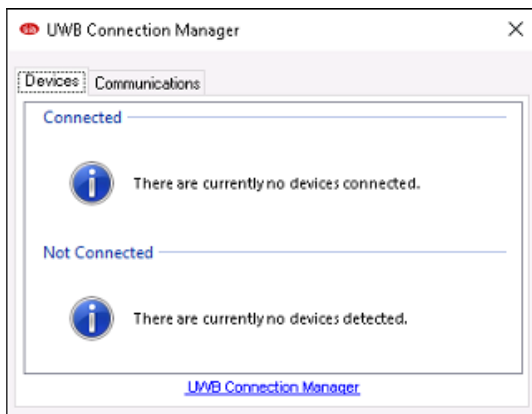 UWB Connection Manager
Devices Communications
Connected
There are currently no devices connected.
Not Connected
There are currently no devices detected.
UWB Connection Manager